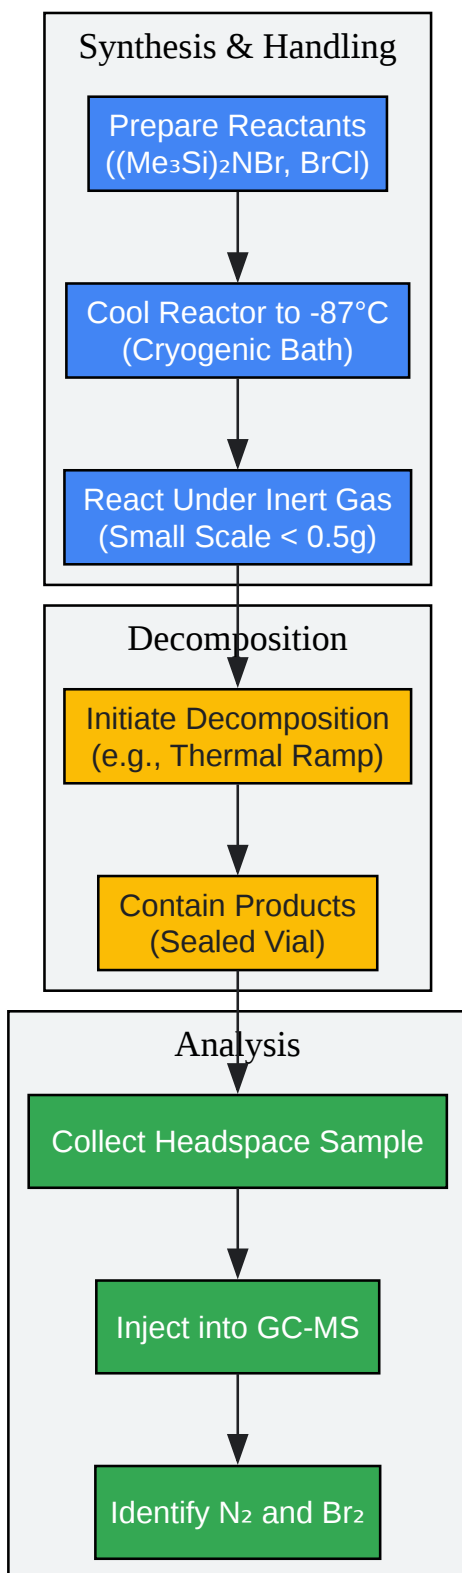 Synthesis & Handling
Prepare Reactants
((Me₃Si)₂NBr, BrCl)
Cool Reactor to -87°C
(Cryogenic Bath)
React Under Inert Gas
(Small Scale < 0.5g)
Decomposition
Initiate Decomposition
(e.g., Thermal Ramp)
Contain Products
(Sealed Vial)
Analysis
Collect Headspace Sample
Inject into GC-MS
Identify N₂ and Br₂